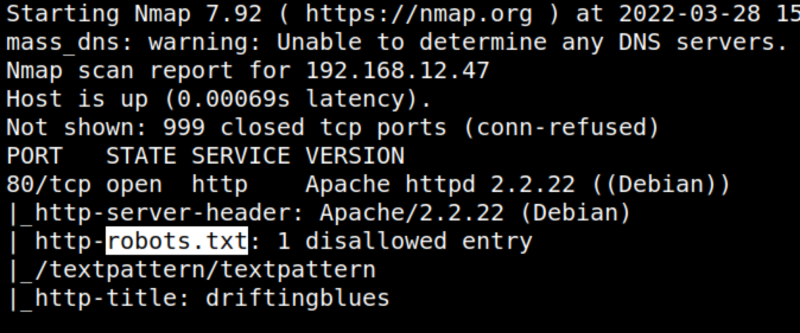 Starting Nmap 7.92 ( https://nmap.org ) at 2022-03-28 15
mass_dns: warning: Unable to determine any DNS servers.
Nmap scan report for 192.168.12.47
Host is up (0.00069s latency).
Not shown: 999 closed tcp ports (conn-refused)
PORT   STATE SERVICE VERSION
80/tcp open  http    Apache httpd 2.2.22 ((Debian))
|_http-server-header: Apache/2.2.22 (Debian)
| http-robots.txt: 1 disallowed entry
|_/textpattern/textpattern
|_http-title: driftingblues